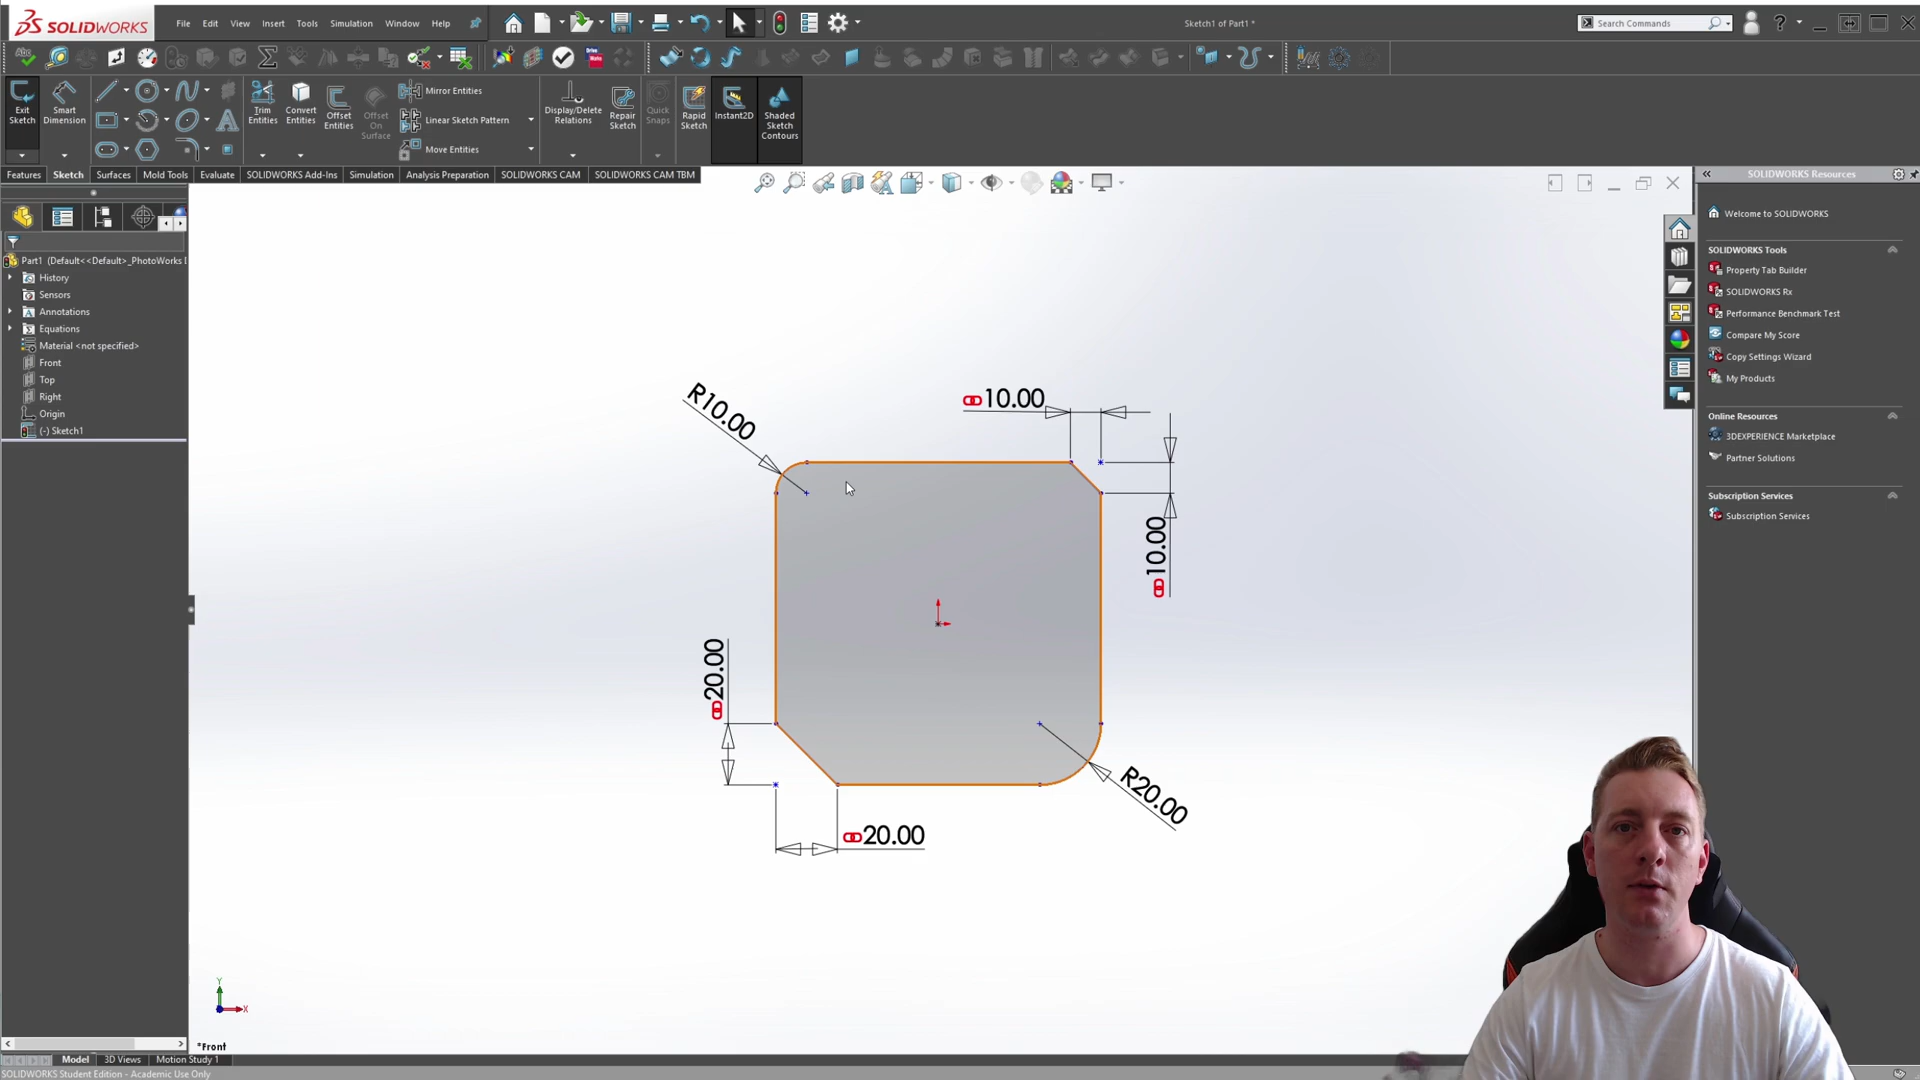 SOLIDWORKS
File Edit View Insert Tools Simulation Window Help
Sketch1 of Part1 *
Search Commands
Exit Sketch
Smart Dimension
Trim Entities
Convert Entities
Offset Entities
Offset On Surface
Mirror Entities
Linear Sketch Pattern
Move Entities
Display/Delete Relations
Repair Sketch
Quick Snaps
Rapid Sketch
Instant2D
Shaded Sketch Contours
Features Sketch Surfaces Mold Tools Evaluate SOLIDWORKS Add-Ins Simulation Analysis Preparation SOLIDWORKS CAM SOLIDWORKS CAM TBM
Part1 (Default<<Default>_PhotoWorks
History
Sensors
Annotations
Equations
Material <not specified>
Front
Top
Right
Origin
(-) Sketch1
R10.00
10.00
10.00
20.00
20.00
R20.00
Y
X
*Front
SOLIDWORKS Resources
Welcome to SOLIDWORKS
SOLIDWORKS Tools
Property Tab Builder
SOLIDWORKS Rx
Performance Benchmark Test
Compare My Score
Copy Settings Wizard
My Products
Online Resources
3DEXPERIENCE Marketplace
Partner Solutions
Subscription Services
Subscription Services
Model 3D Views Motion Study 1
SOLIDWORKS Student Edition - Academic Use Only